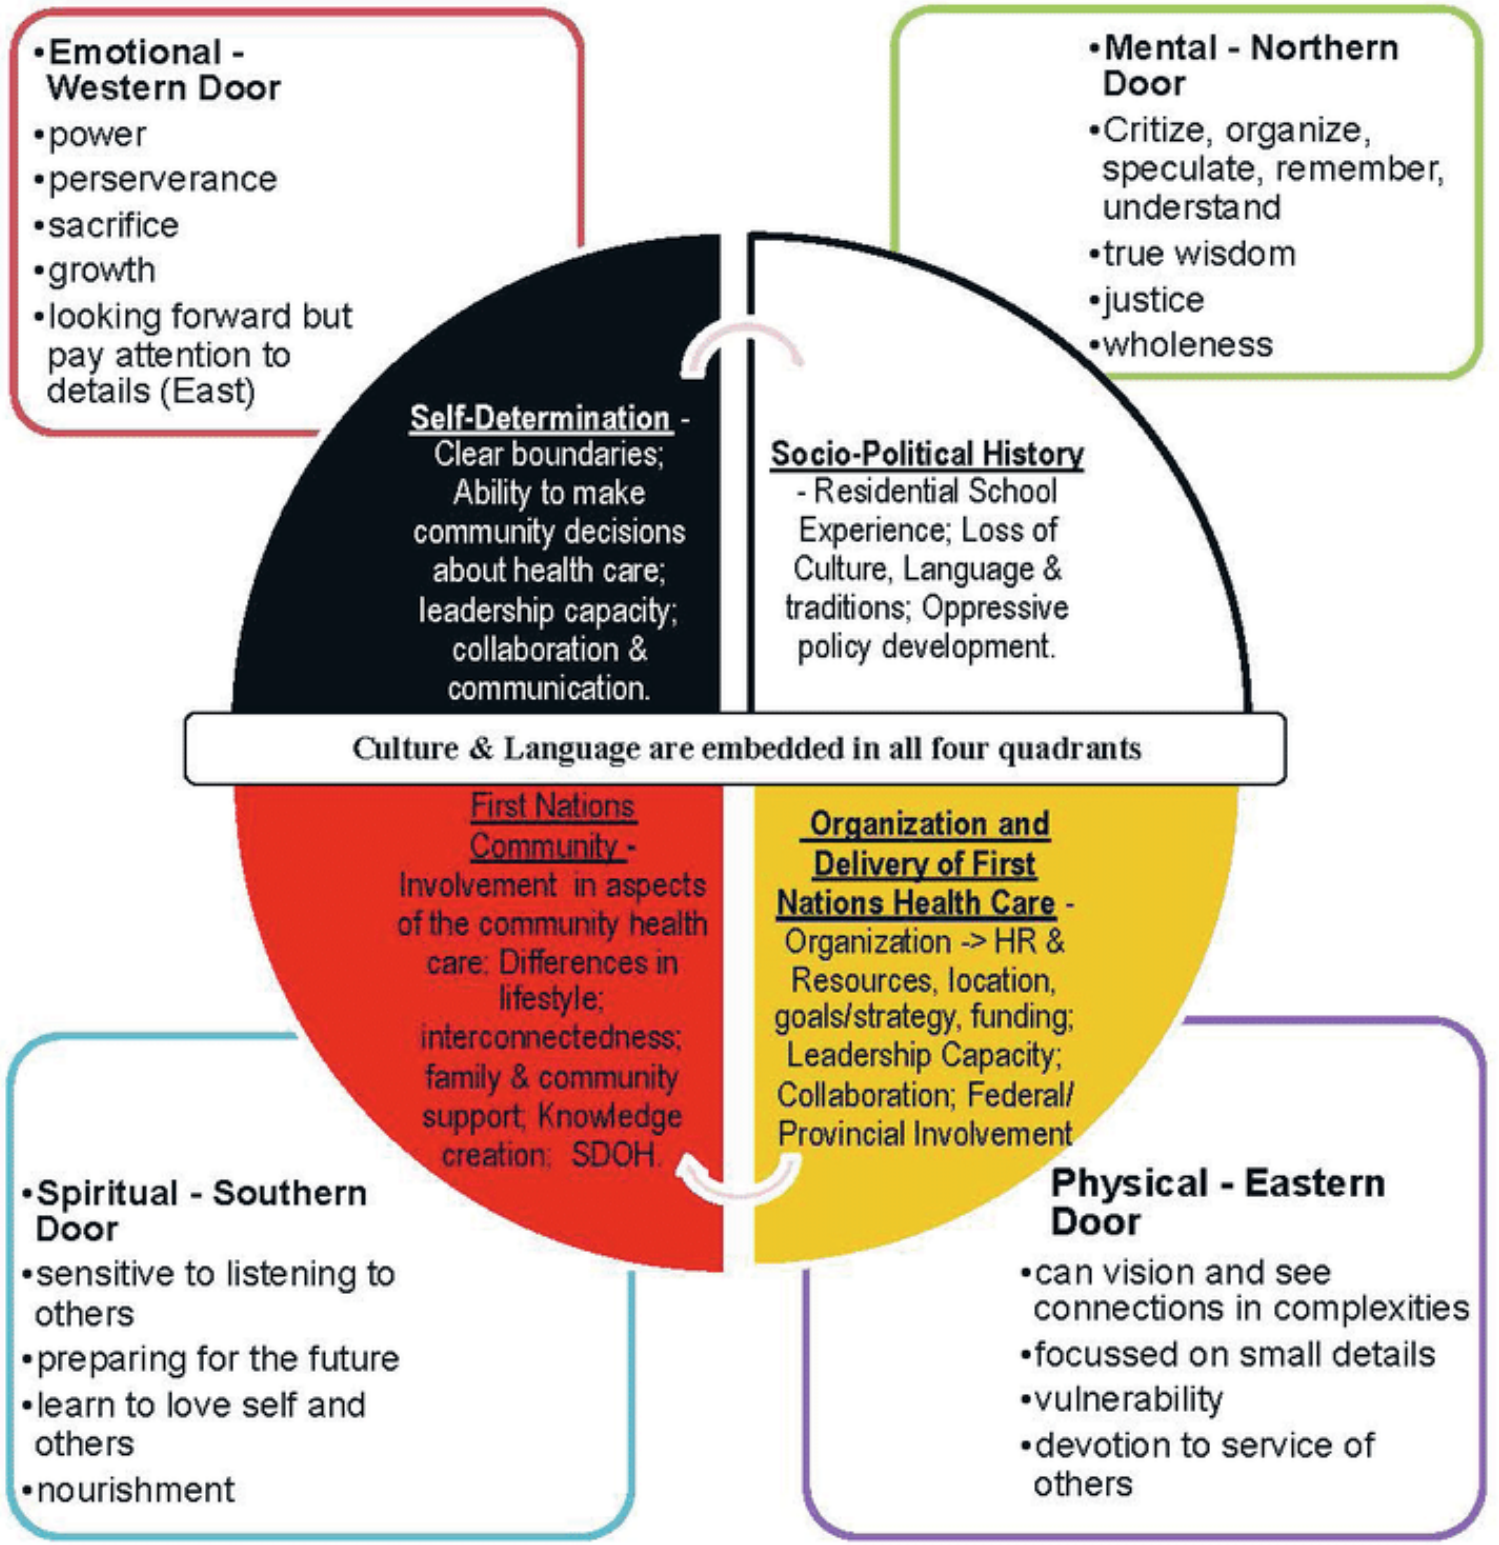 •Emotional -
Western Door
•power
•perserverance
•sacrifice
•growth
•looking forward but
pay attention to
details (East)
•Mental - Northern
Door
•Critize, organize,
speculate, remember,
understand
•true wisdom
•justice
•wholeness
Self-Determination -
Clear boundaries;
Ability to make
community decisions
about health care;
leadership capacity;
collaboration &
communication.
Socio-Political History
- Residential School
Experience; Loss of
Culture, Language &
traditions; Oppressive
policy development.
Culture & Language are embedded in all four quadrants
First Nations
Community -
Involvement in aspects
of the community health
care; Differences in
lifestyle;
interconnectedness;
family & community
support; Knowledge
creation; SDOH.
Organization and
Delivery of First
Nations Health Care -
Organization -> HR &
Resources, location,
goals/strategy, funding;
Leadership Capacity;
Collaboration; Federal/
Provincial Involvement
•Spiritual - Southern
Door
•sensitive to listening to
others
•preparing for the future
•learn to love self and
others
•nourishment
Physical - Eastern
Door
•can vision and see
connections in complexities
•focussed on small details
•vulnerability
•devotion to service of
others